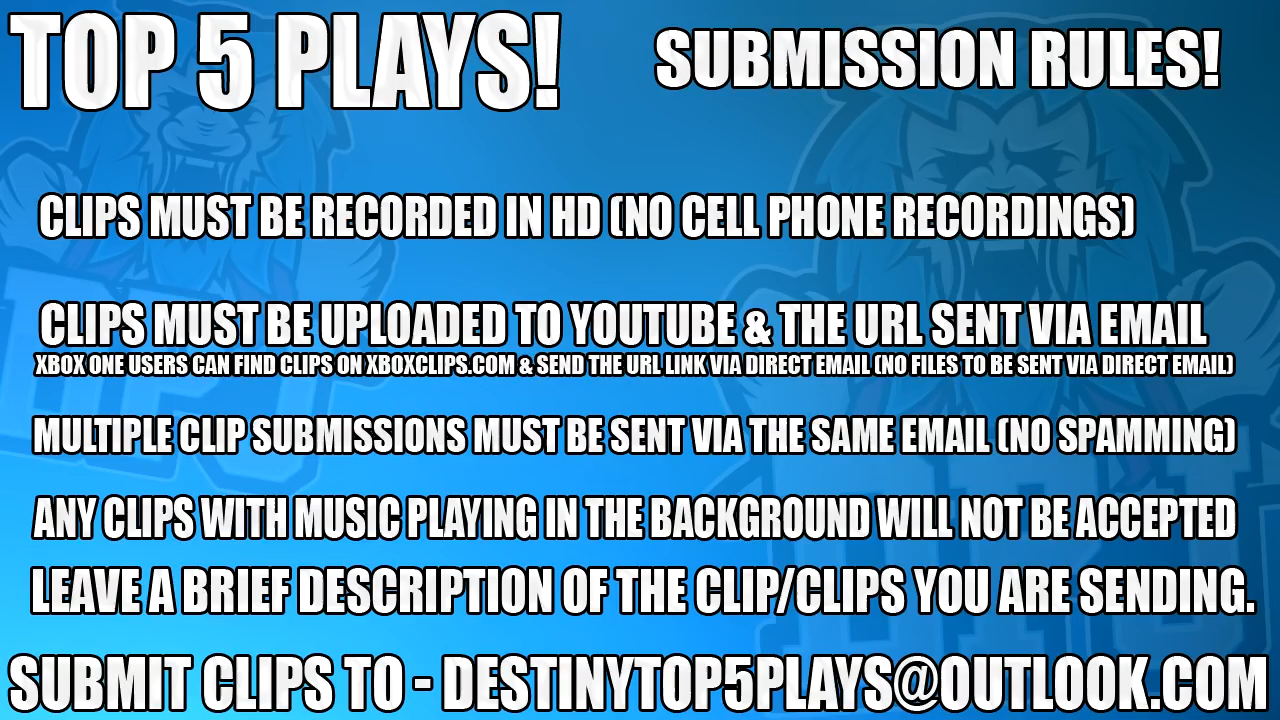 TOP 5 PLAYS!
SUBMISSION RULES!
CLIPS MUST BE RECORDED IN HD (NO CELL PHONE RECORDINGS)
CLIPS MUST BE UPLOADED TO YOUTUBE & THE URL SENT VIA EMAIL
XBOX ONE USERS CAN FIND CLIPS ON XBOXCLIPS.COM & SEND THE URL LINK VIA DIRECT EMAIL (NO FILES TO BE SENT VIA DIRECT EMAIL)
MULTIPLE CLIP SUBMISSIONS MUST BE SENT VIA THE SAME EMAIL (NO SPAMMING)
ANY CLIPS WITH MUSIC PLAYING IN THE BACKGROUND WILL NOT BE ACCEPTED
LEAVE A BRIEF DESCRIPTION OF THE CLIP/CLIPS YOU ARE SENDING.
SUBMIT CLIPS TO - DESTINYTOP5PLAYS@OUTLOOK.COM